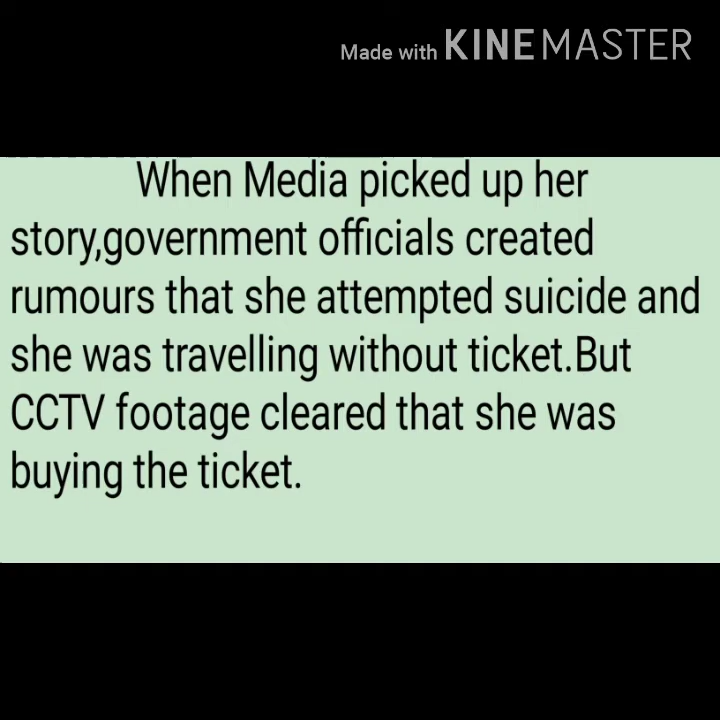 Made with KINEMASTER
When Media picked up her
story,government officials created
rumours that she attempted suicide and
she was travelling without ticket.But
CCTV footage cleared that she was
buying the ticket.